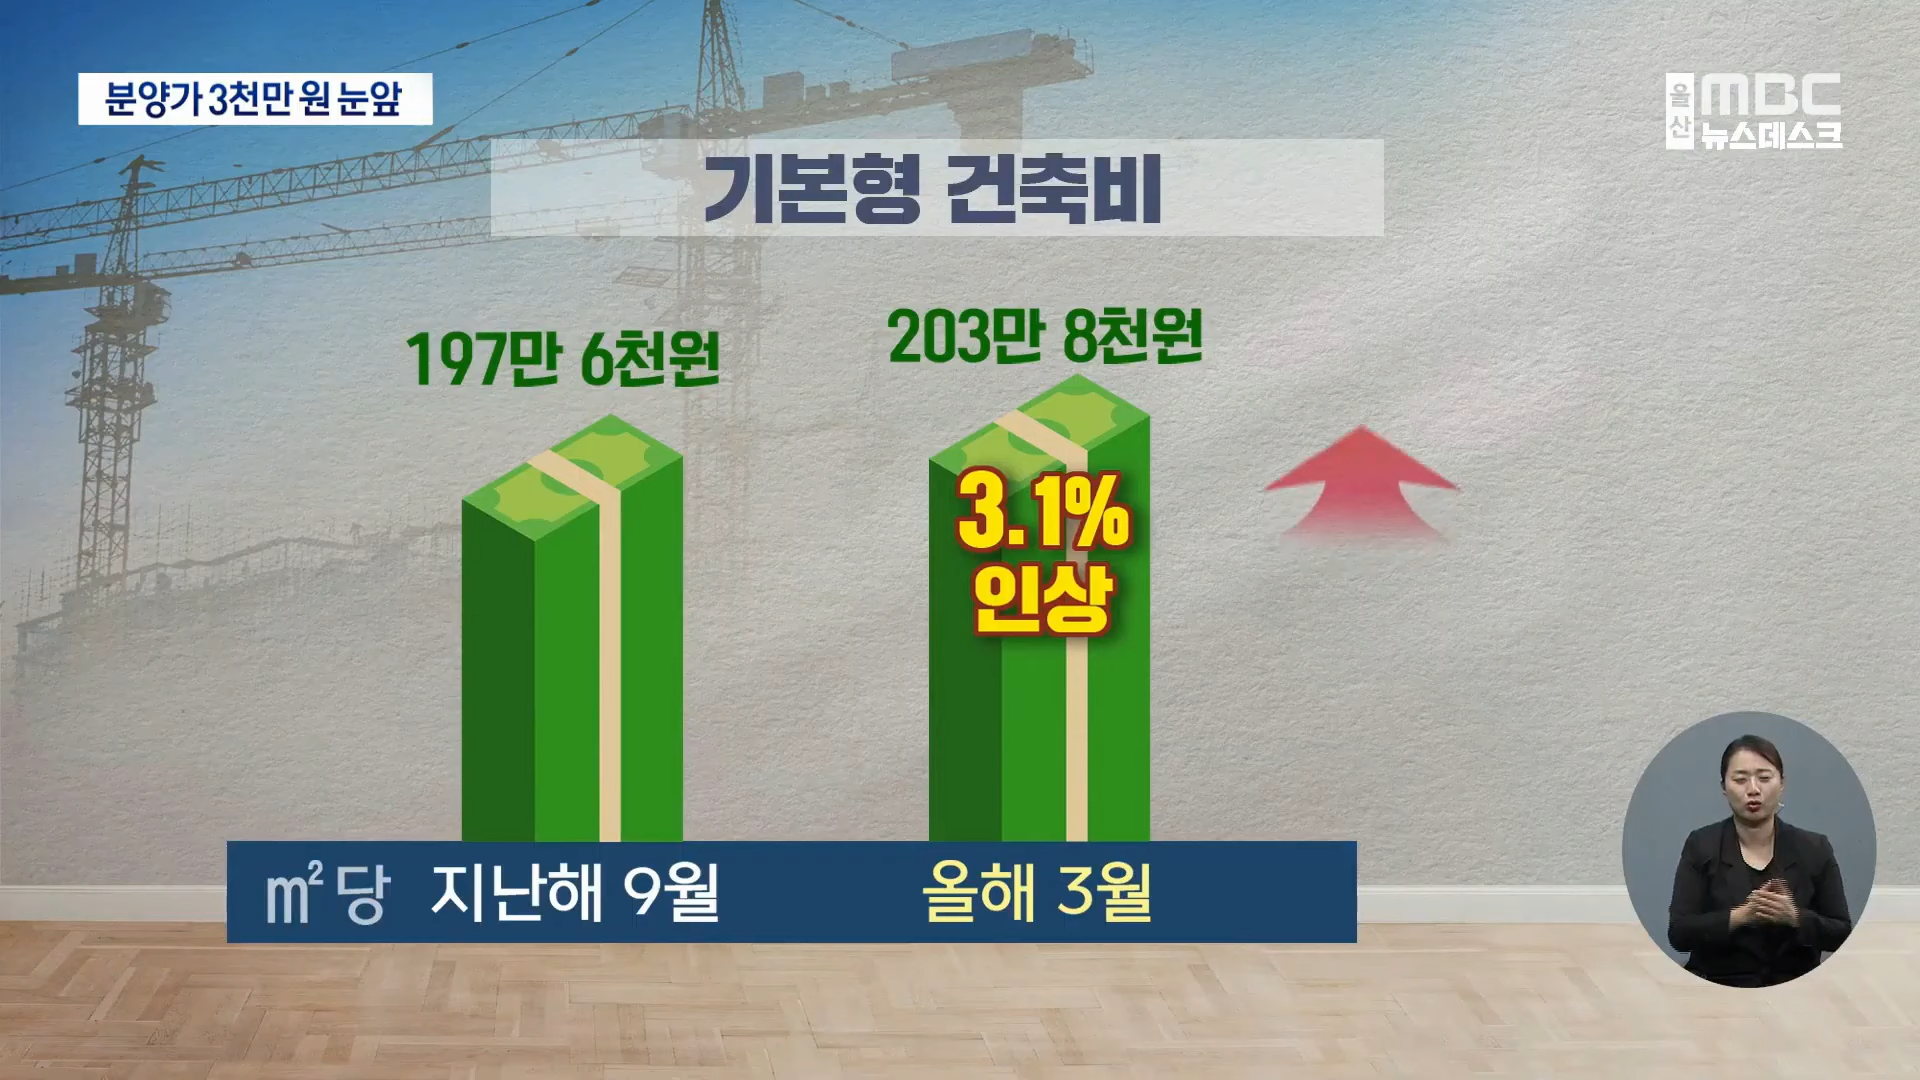 분양가 3천만 원 눈앞
울산
MBC
뉴스데스크
기본형 건축비
197만 6천원
203만 8천원
3.1%
인상
㎡당 지난해 9월 올해 3월